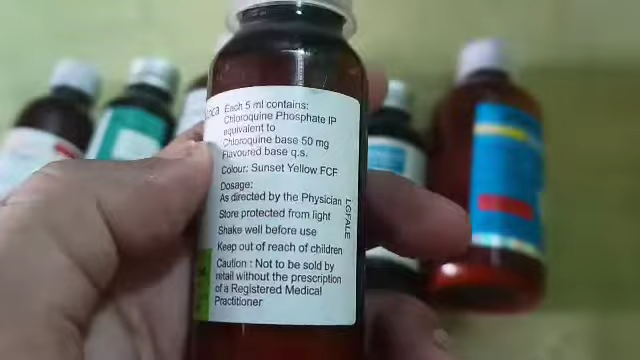 Each 5 ml contains:
Chloroquine Phosphate IP
equivalent to
Chloroquine base 50 mg
Flavoured base q.s.
Colour: Sunset Yellow FCF
Dosage:
As directed by the Physician
Store protected from light
Shake well before use
Keep out of reach of children
Caution : Not to be sold by
retail without the prescription
of a Registered Medical
Practitioner
LGFALE